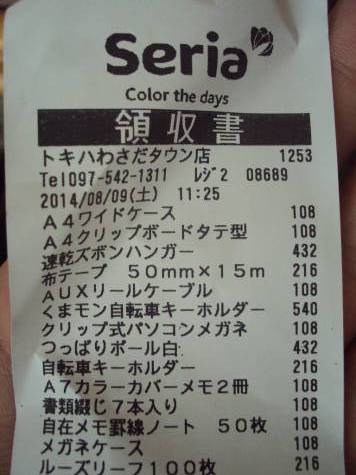 Seria
Color the days
領収書
トキハわさだタウン店 1253
Tel097-542-1311 レジ2 08689
2014/08/09(土) 11:25
A4ワイドケース 108
A4クリップボードタテ型 108
速乾ズボンハンガー 432
布テープ 50mm×15m 216
AUXリールケーブル 108
くまモン自転車キーホルダー 540
クリップ式パソコンメガネ 108
つっぱりポール白 432
自転車キーホルダー 216
A7カラーカバーメモ2冊 108
書類綴じ7本入り 108
自在メモ罫線ノート 50枚 108
メガネケース 108
ルーズリーフ100枚 216